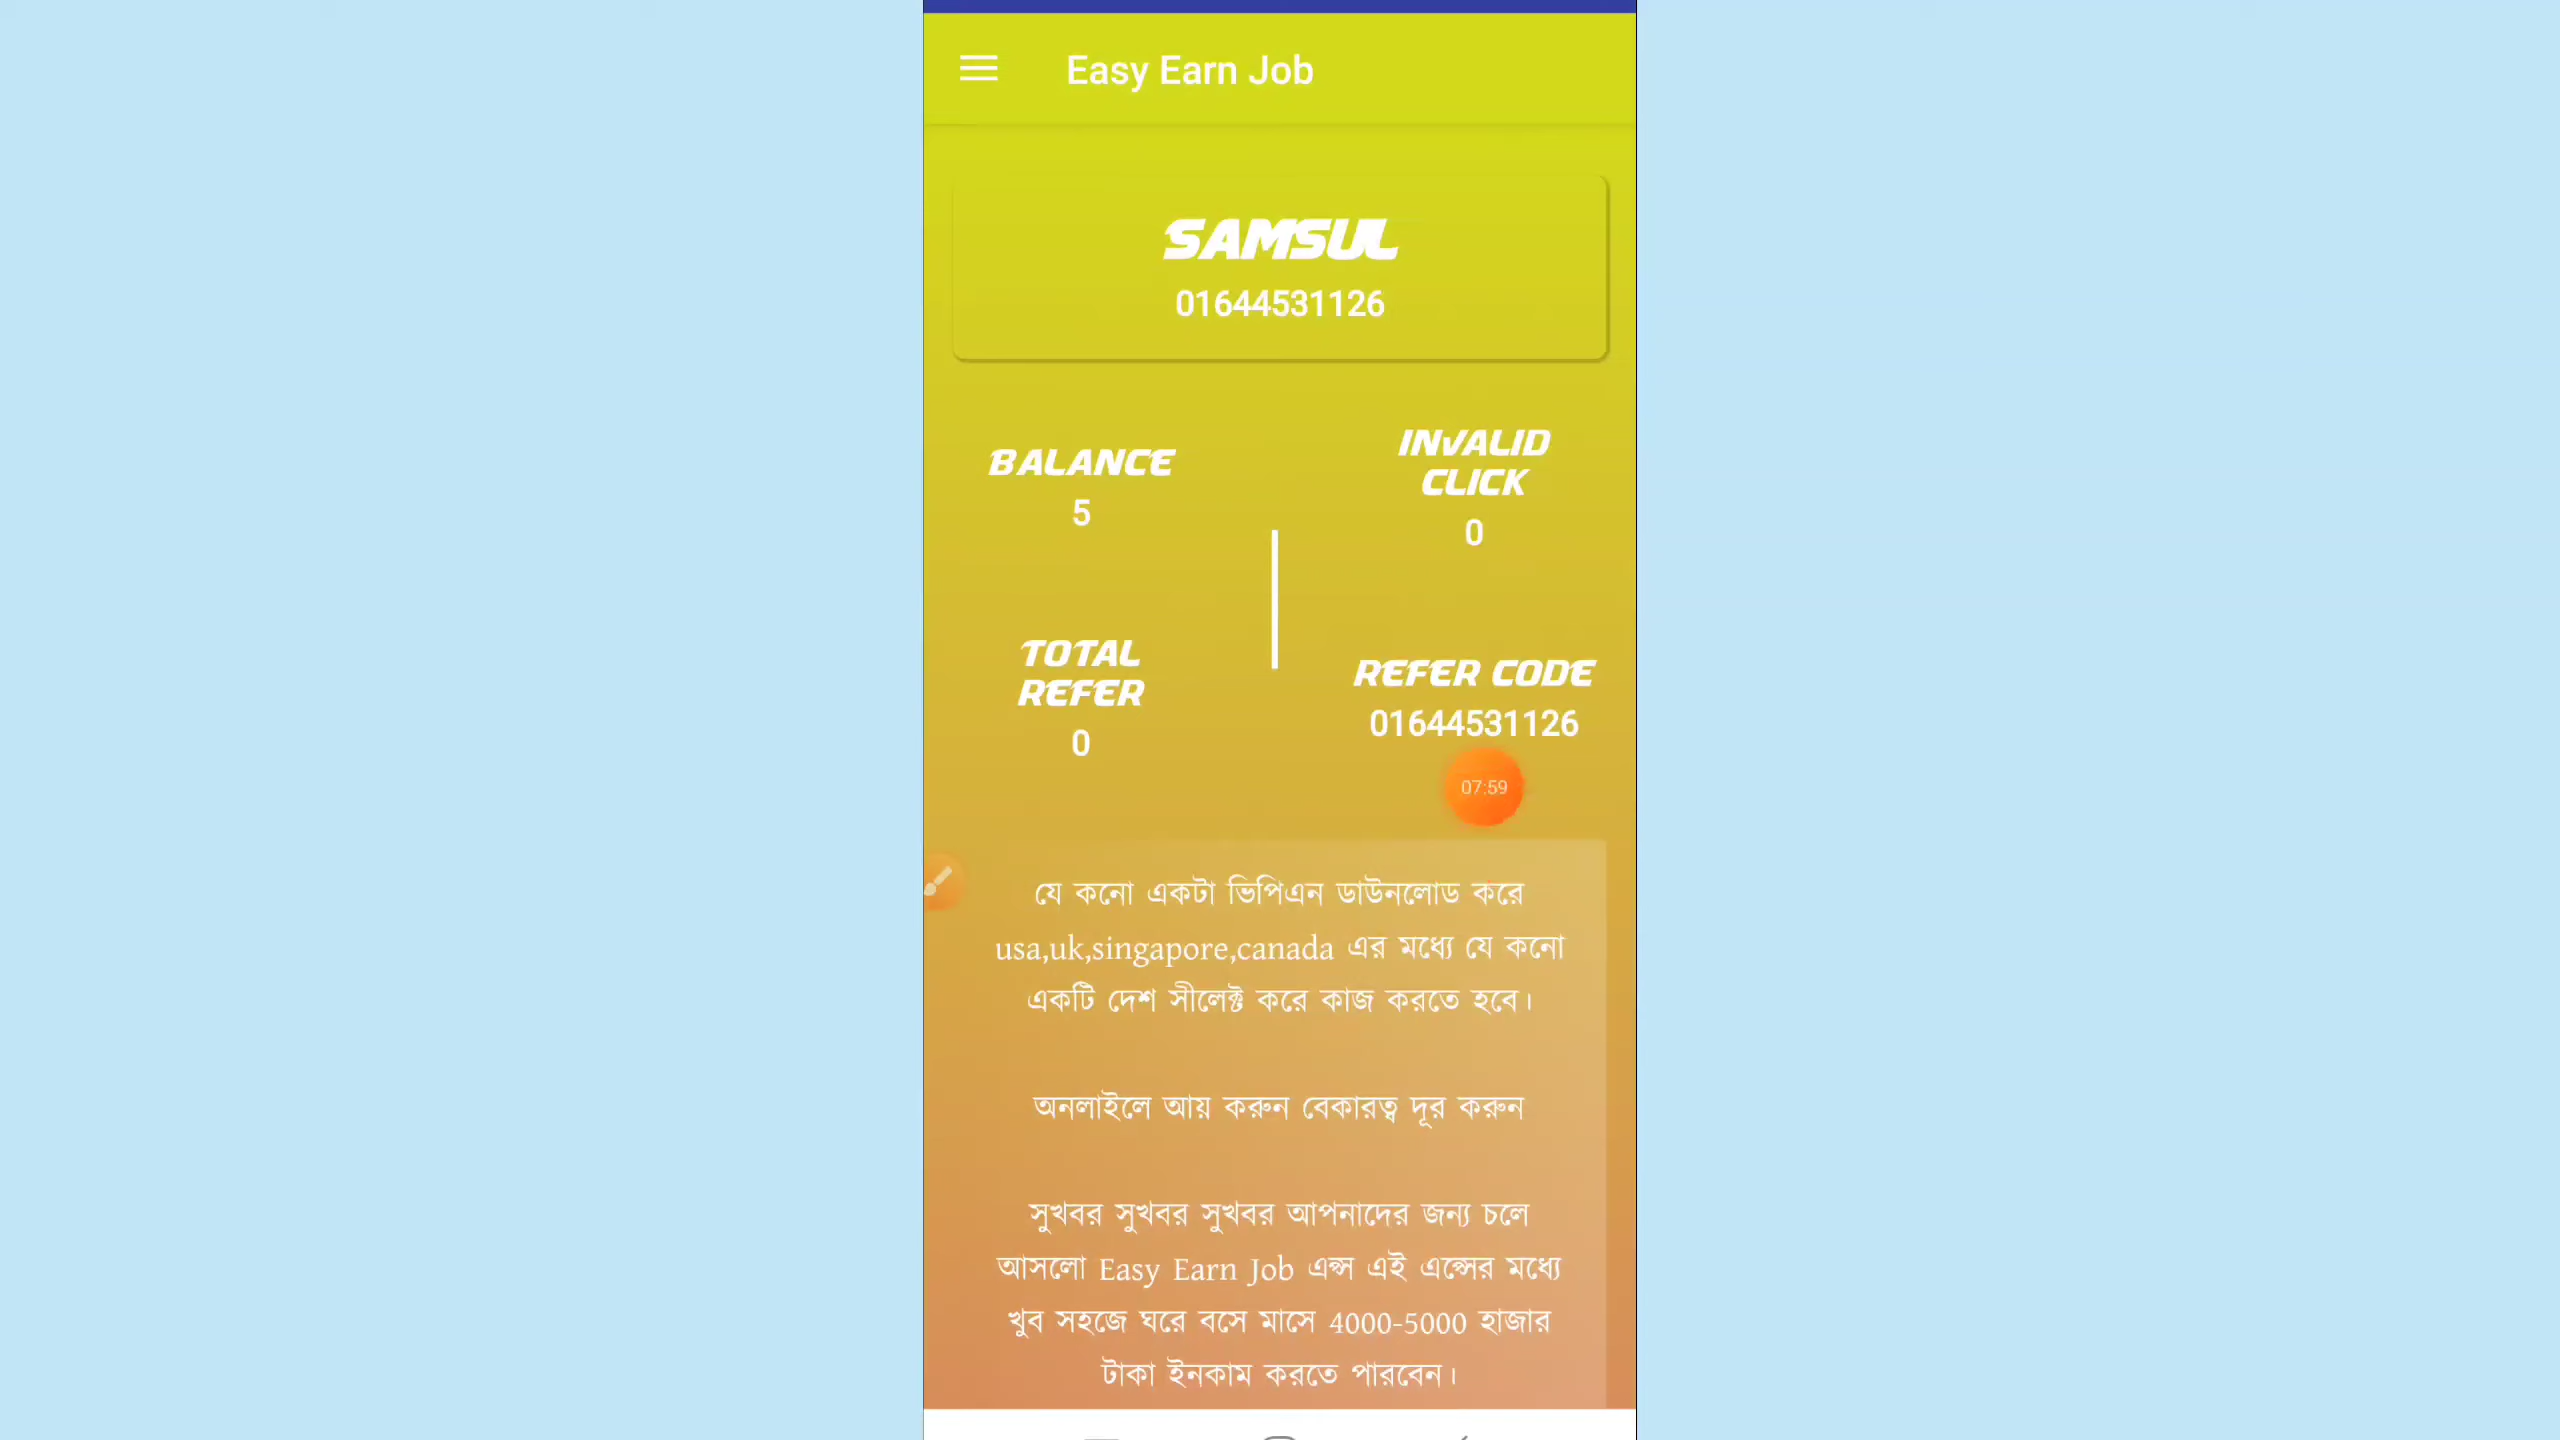 Easy Earn Job
SAMSUL
01644531126
BALANCE
5
INVALID
CLICK
0
TOTAL
REFER
0
REFER CODE
01644531126
07:59
যে কনো একটা ভিপিএন ডাউনলোড করে
usa,uk,singapore,canada এর মধ্যে যে কনো
একটি দেশ সীলেক্ট করে কাজ করতে হবে।
অনলাইলে আয় করুন বেকারত্ব দূর করুন
সুখবর সুখবর সুখবর আপনাদের জন্য চলে
আসলো Easy Earn Job এপ্স এই এপ্সের মধ্যে
খুব সহজে ঘরে বসে মাসে 4000-5000 হাজার
টাকা ইনকাম করতে পারবেন।